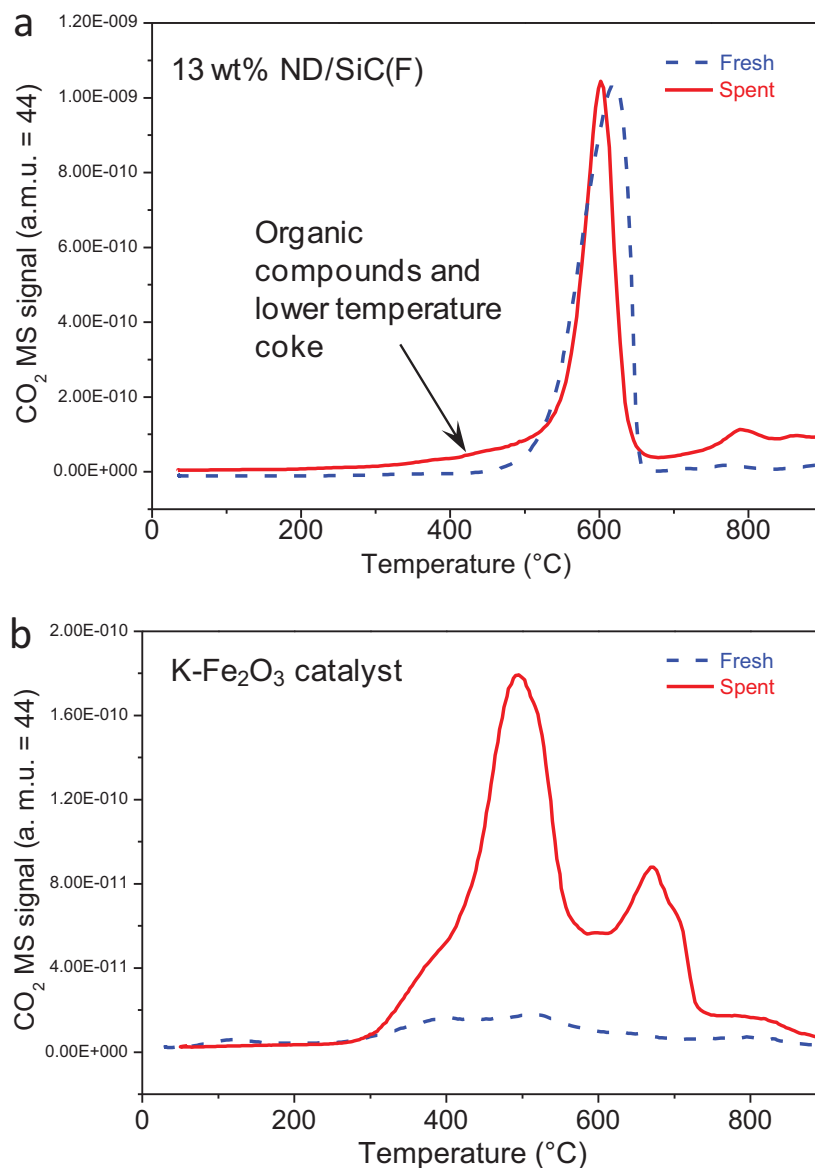 a
1.20E-009
1.00E-009
8.00E-010
6.00E-010
4.00E-010
2.00E-010
0.00E+000
CO₂ MS signal (a.m.u. = 44)
13 wt% ND/SiC(F)
Fresh
Spent
Organic
compounds and
lower temperature
coke
0 200 400 600 800
Temperature (°C)
b
2.00E-010
1.60E-010
1.20E-010
8.00E-011
4.00E-011
0.00E+000
CO₂ MS signal (a. m.u. = 44)
K-Fe₂O₃ catalyst
Fresh
Spent
0 200 400 600 800
Temperature (°C)